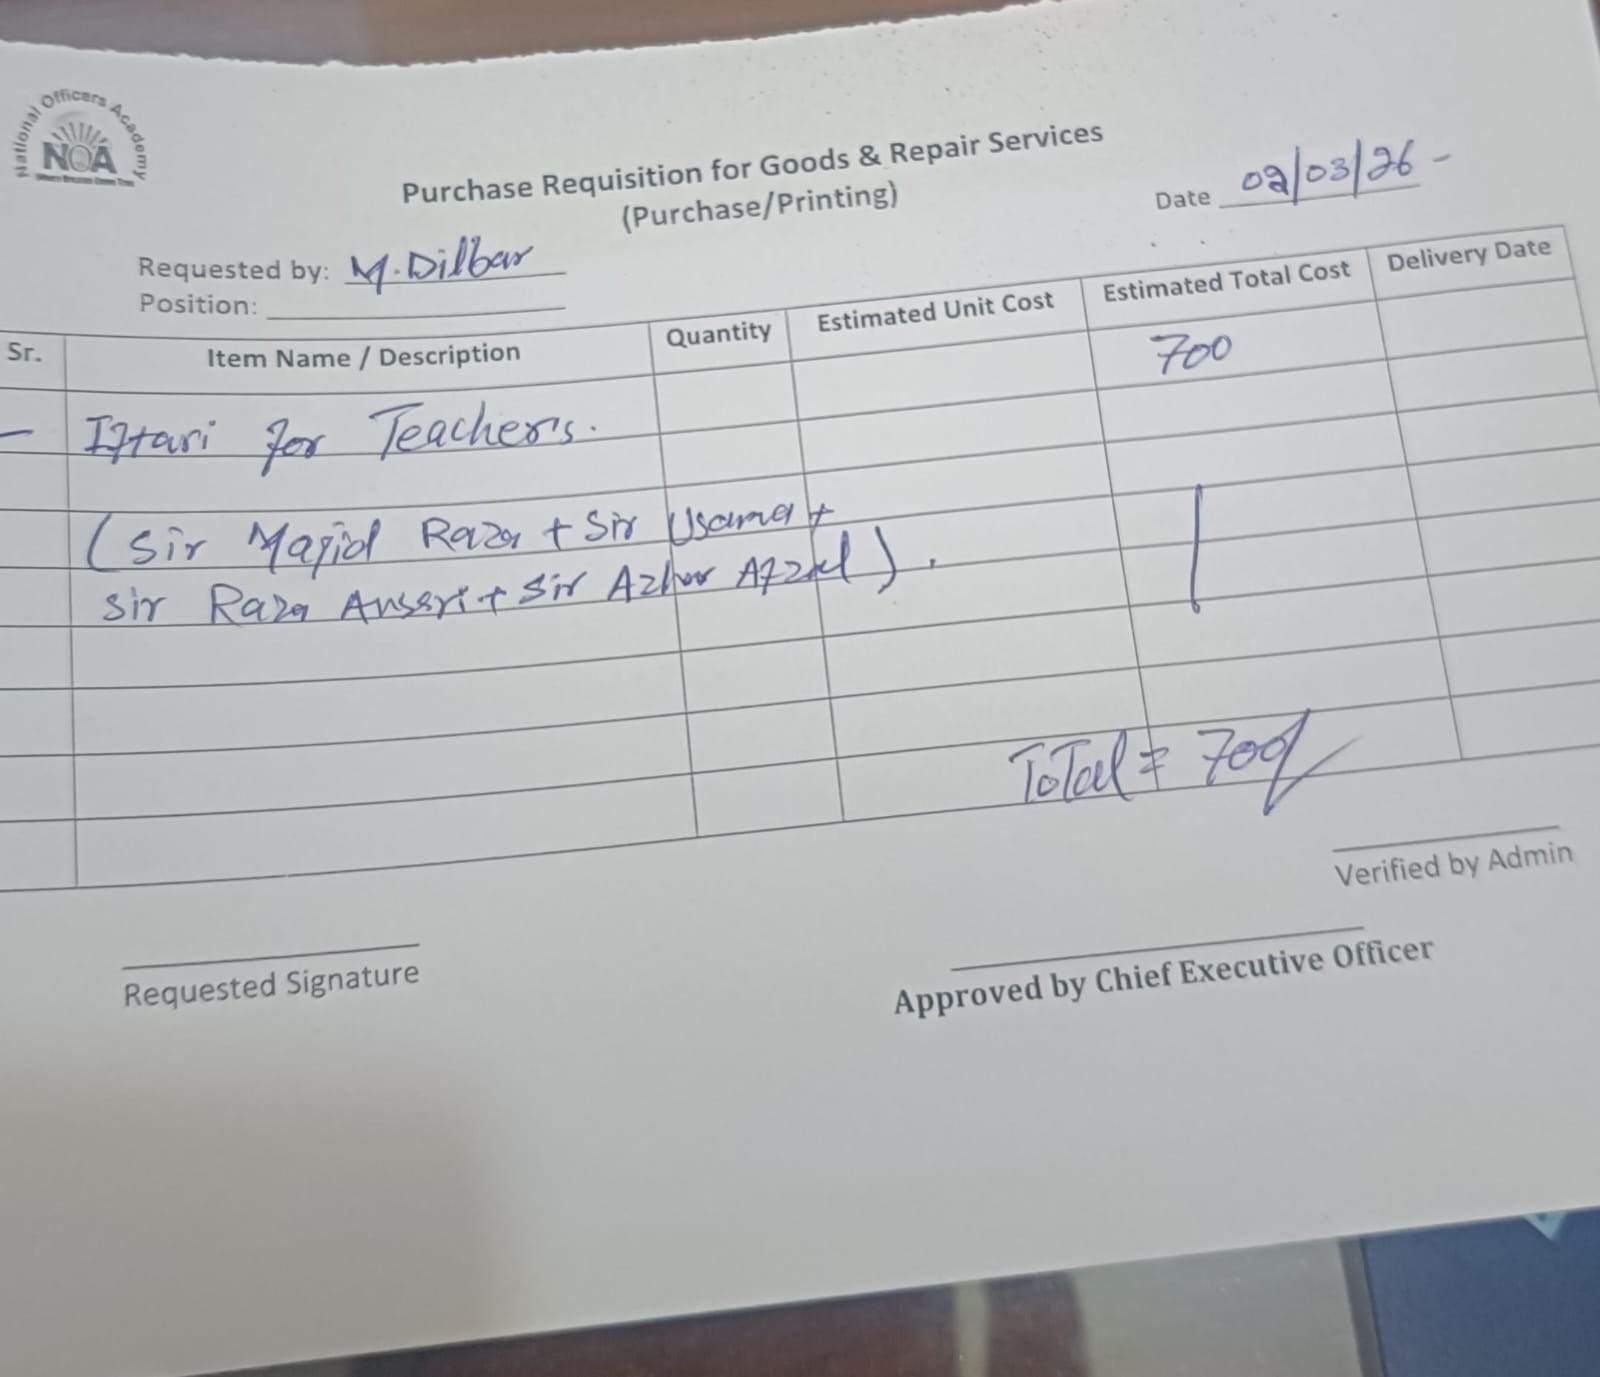 National Officers Academy
NOA
Purchase Requisition for Goods & Repair Services
(Purchase/Printing)
Date 02/03/26 -
Requested by: M. Dilbar
Position:
Sr. Item Name / Description Quantity Estimated Unit Cost Estimated Total Cost Delivery Date
700
– Iftari for Teachers.
(Sir Majid Raza + Sir Usama +
Sir Raza Ansari + Sir Azhar Afzal).
ToTal = 700/
Verified by Admin
Requested Signature
Approved by Chief Executive Officer